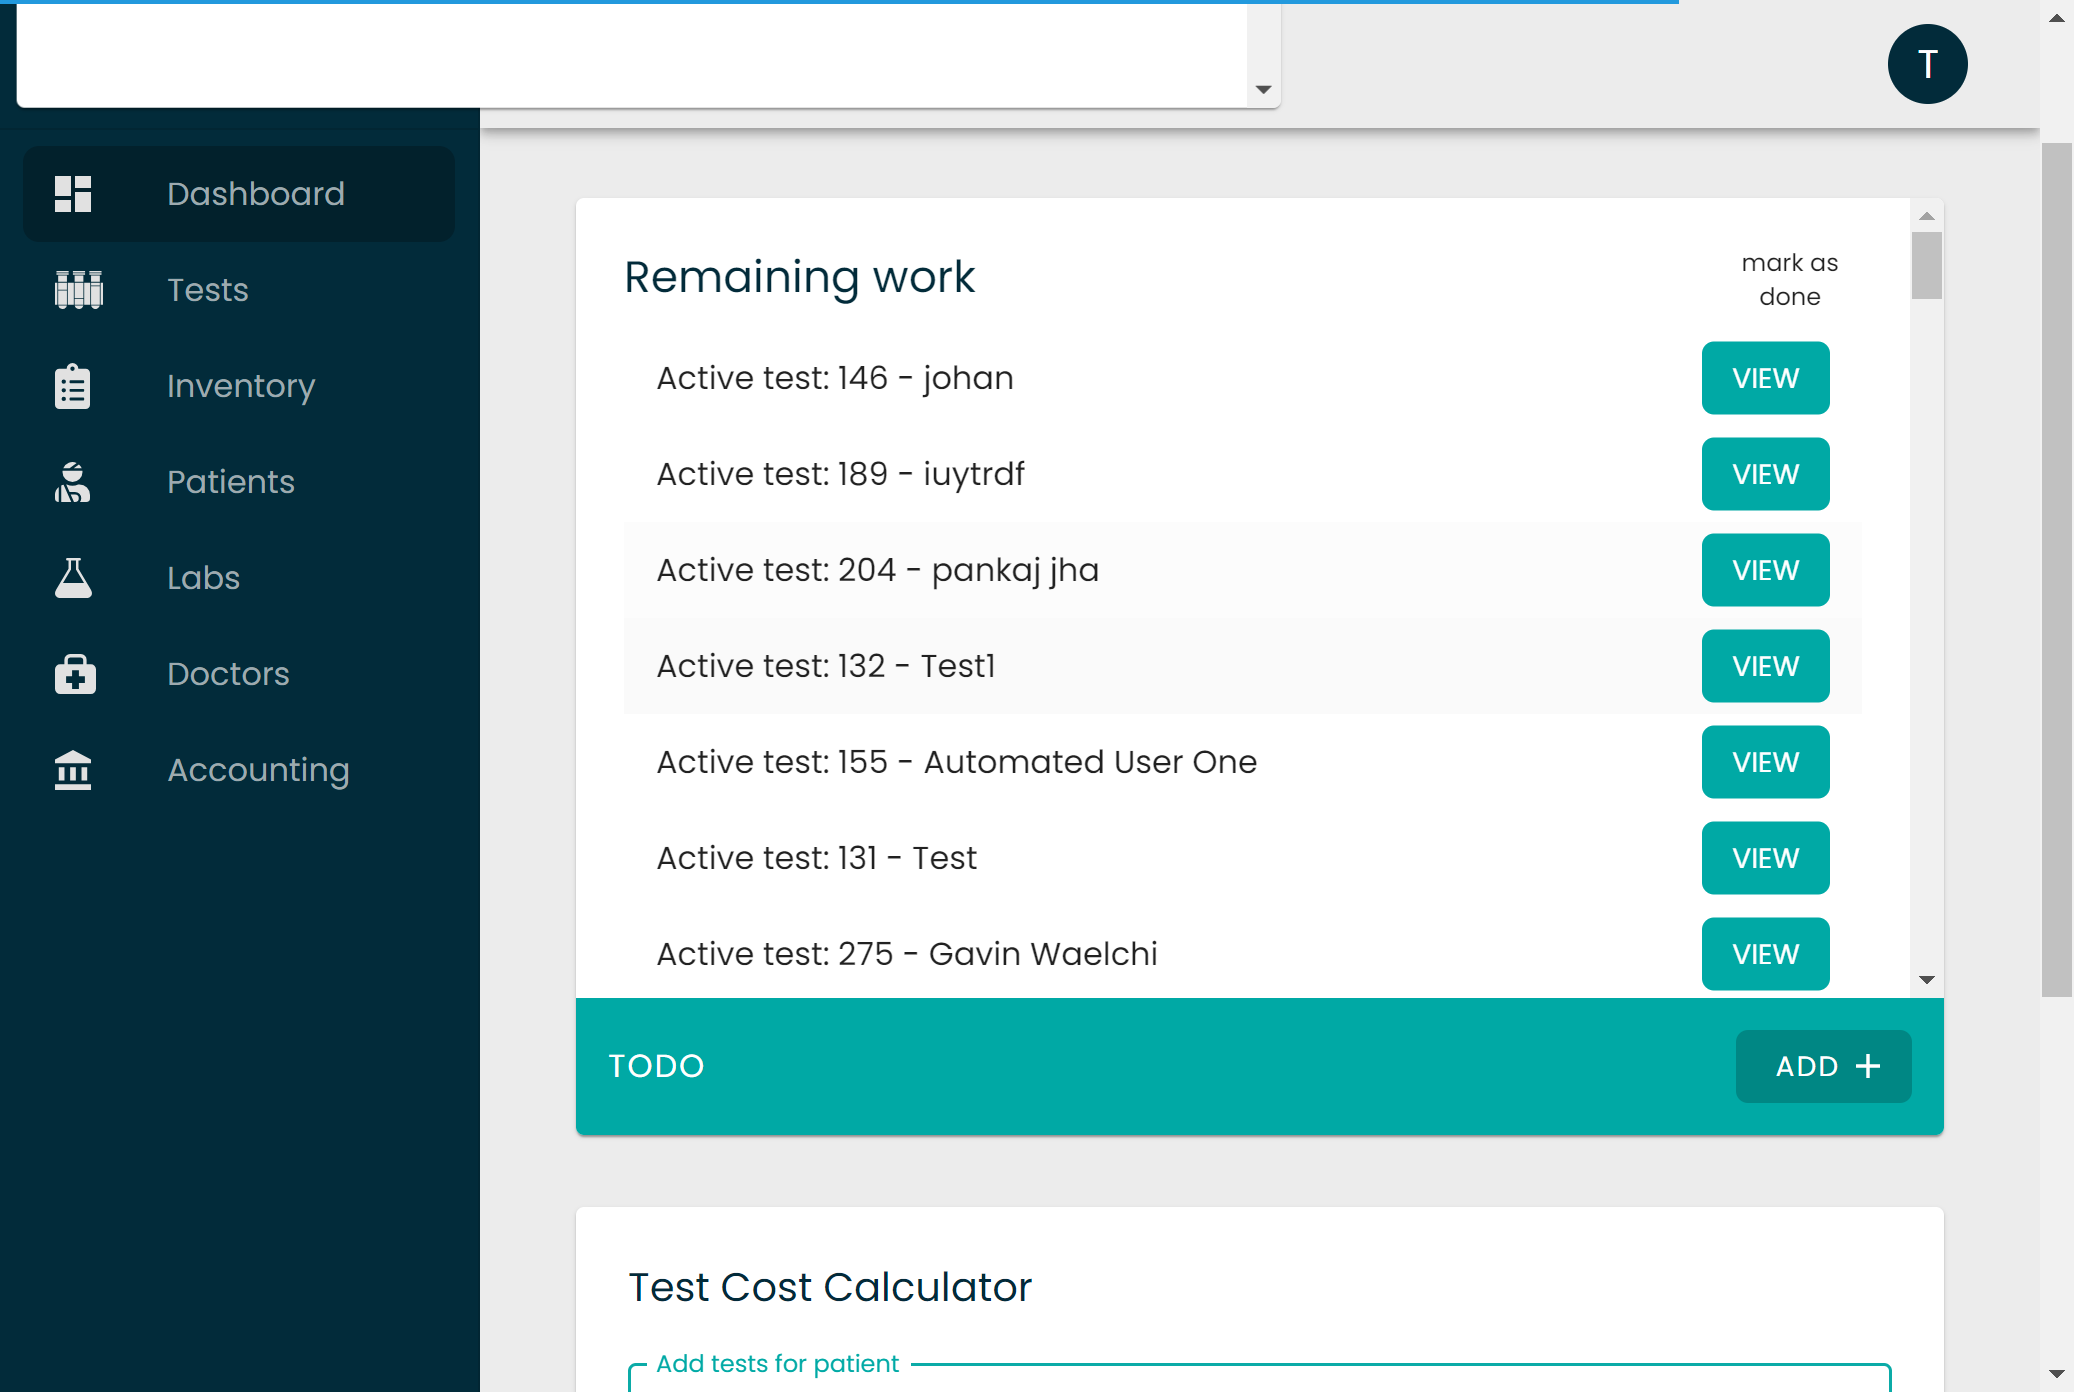 T
Dashboard
Tests
Inventory
Patients
Labs
Doctors
Accounting
Remaining work
mark as
done
Active test: 146 - johan
VIEW
Active test: 189 - iuytrdf
VIEW
Active test: 204 - pankaj jha
VIEW
Active test: 132 - Test1
VIEW
Active test: 155 - Automated User One
VIEW
Active test: 131 - Test
VIEW
Active test: 275 - Gavin Waelchi
VIEW
TODO
ADD +
Test Cost Calculator
Add tests for patient